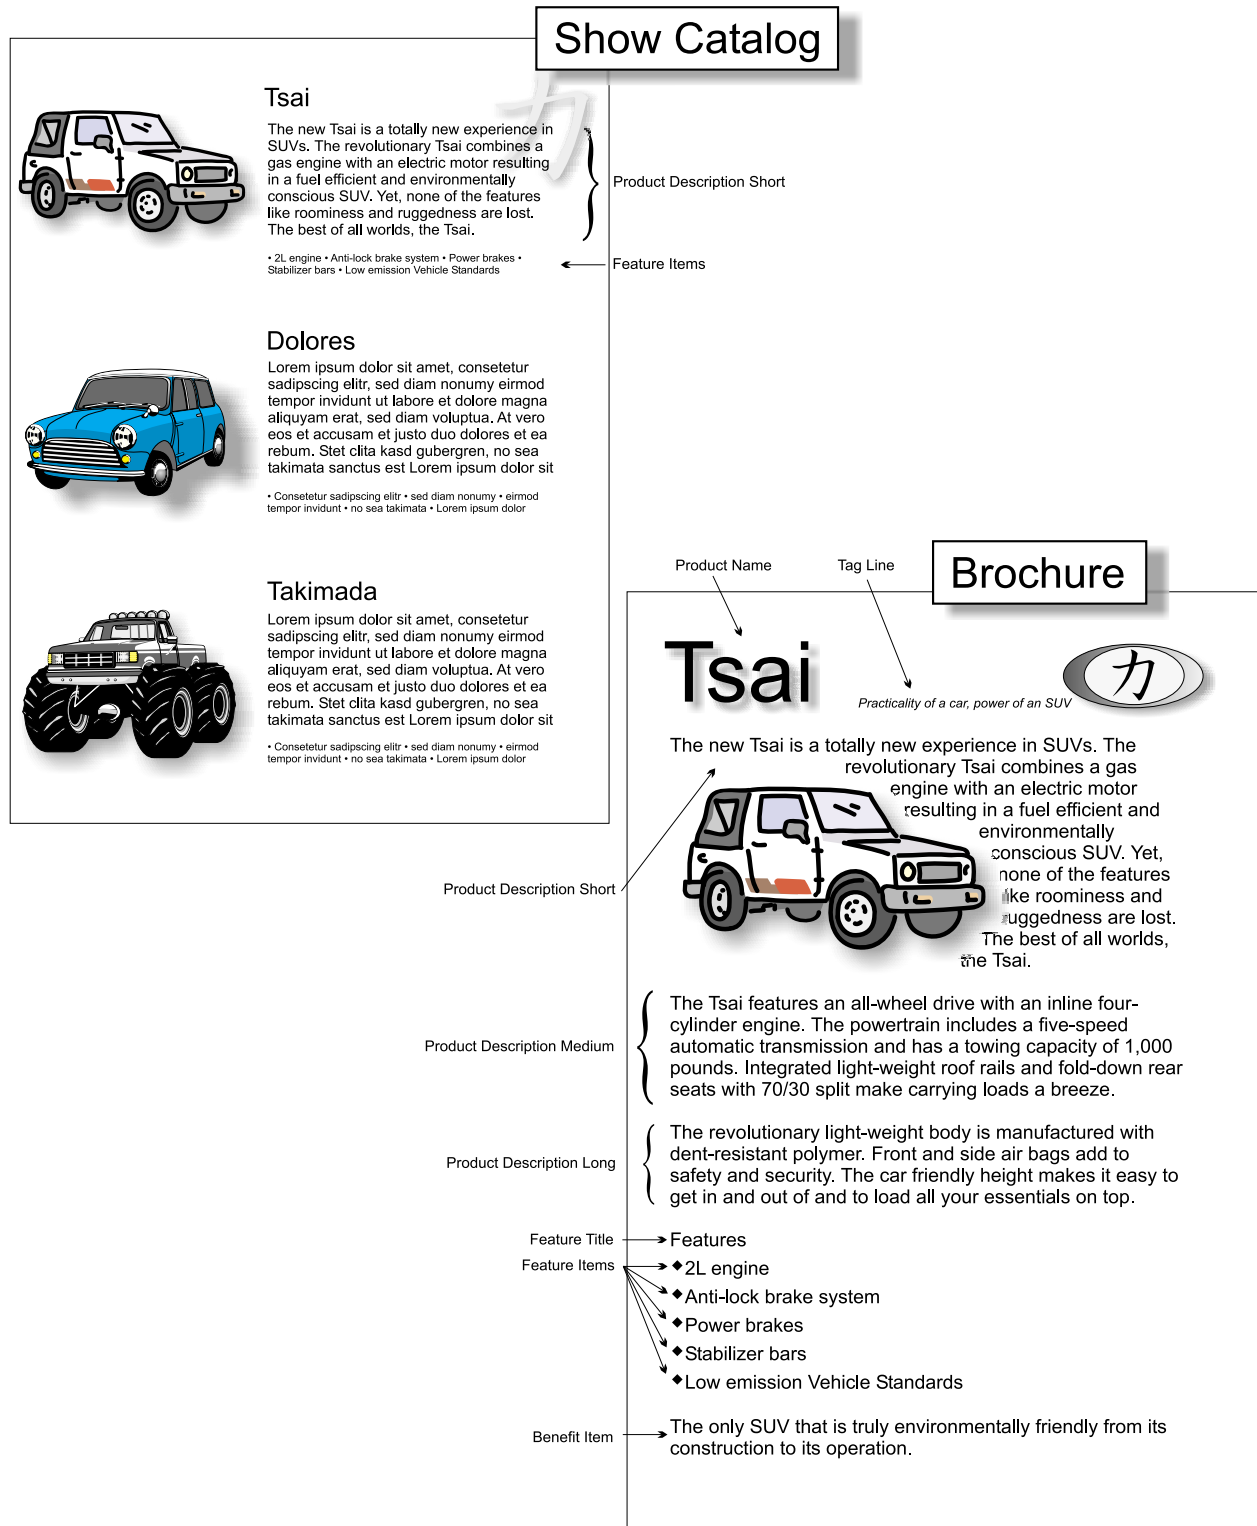 Show Catalog
Tsai
カ
The new Tsai is a totally new experience in
SUVs. The revolutionary Tsai combines a
gas engine with an electric motor resulting
in a fuel efficient and environmentally
conscious SUV. Yet, none of the features
like roominess and ruggedness are lost.
The best of all worlds, the Tsai.
Product Description Short
• 2L engine • Anti-lock brake system • Power brakes •
Stabilizer bars • Low emission Vehicle Standards
Feature Items
Dolores
Lorem ipsum dolor sit amet, consetetur
sadipscing elitr, sed diam nonumy eirmod
tempor invidunt ut labore et dolore magna
aliquyam erat, sed diam voluptua. At vero
eos et accusam et justo duo dolores et ea
rebum. Stet clita kasd gubergren, no sea
takimata sanctus est Lorem ipsum dolor sit
• Consetetur sadipscing elitr • sed diam nonumy • eirmod
tempor invidunt • no sea takimata • Lorem ipsum dolor
Takimada
Lorem ipsum dolor sit amet, consetetur
sadipscing elitr, sed diam nonumy eirmod
tempor invidunt ut labore et dolore magna
aliquyam erat, sed diam voluptua. At vero
eos et accusam et justo duo dolores et ea
rebum. Stet clita kasd gubergren, no sea
takimata sanctus est Lorem ipsum dolor sit
• Consetetur sadipscing elitr • sed diam nonumy • eirmod
tempor invidunt • no sea takimata • Lorem ipsum dolor
Brochure
Product Name
Tag Line
Tsai
Practicality of a car, power of an SUV
カ
The new Tsai is a totally new experience in SUVs. The
revolutionary Tsai combines a gas
engine with an electric motor
resulting in a fuel efficient and
environmentally
conscious SUV. Yet,
none of the features
like roominess and
ruggedness are lost.
The best of all worlds,
the Tsai.
Product Description Short
The Tsai features an all-wheel drive with an inline four-
cylinder engine. The powertrain includes a five-speed
automatic transmission and has a towing capacity of 1,000
pounds. Integrated light-weight roof rails and fold-down rear
seats with 70/30 split make carrying loads a breeze.
Product Description Medium
The revolutionary light-weight body is manufactured with
dent-resistant polymer. Front and side air bags add to
safety and security. The car friendly height makes it easy to
get in and out of and to load all your essentials on top.
Product Description Long
Feature Title
Features
Feature Items
◆2L engine
◆Anti-lock brake system
◆Power brakes
◆Stabilizer bars
◆Low emission Vehicle Standards
Benefit Item
The only SUV that is truly environmentally friendly from its
construction to its operation.